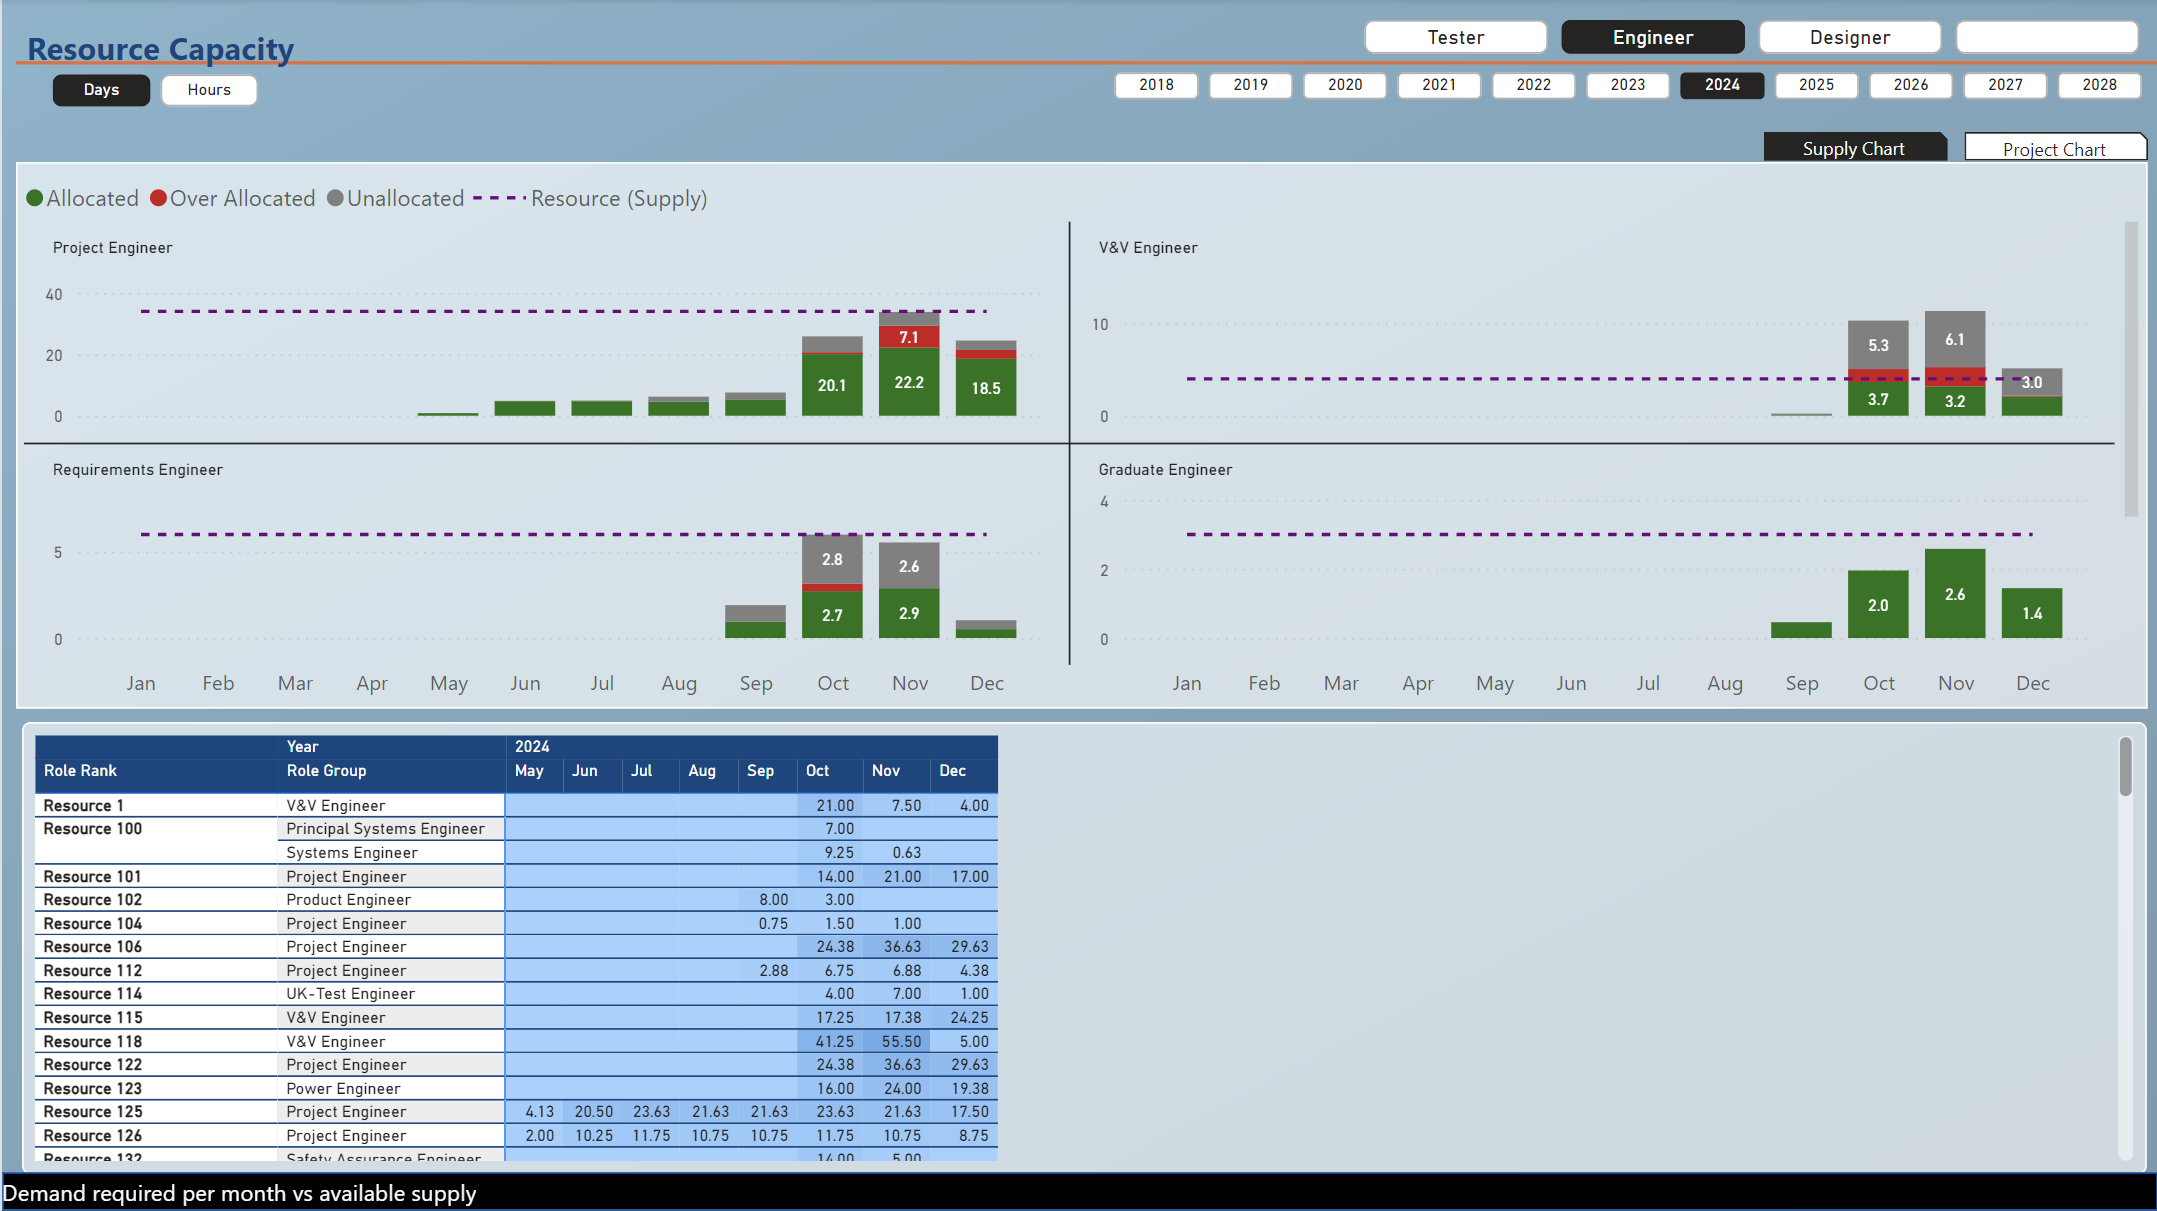 Resource Capacity
Tester Engineer Designer
Days Hours
2018 2019 2020 2021 2022 2023 2024 2025 2026 2027 2028
Supply Chart Project Chart
Allocated Over Allocated Unallocated Resource (Supply)
Project Engineer
40
20
0
20.1 7.1 22.2 18.5
V&V Engineer
10
0
5.3 6.1 3.0
3.7 3.2
Requirements Engineer
5
0
2.8 2.6
2.7 2.9
Graduate Engineer
4
2
0
2.0 2.6 1.4
Jan Feb Mar Apr May Jun Jul Aug Sep Oct Nov Dec
Jan Feb Mar Apr May Jun Jul Aug Sep Oct Nov Dec
Year 2024
Role Rank Role Group May Jun Jul Aug Sep Oct Nov Dec
Resource 1 V&V Engineer 21.00 7.50 4.00
Resource 100 Principal Systems Engineer 7.00
Systems Engineer 9.25 0.63
Resource 101 Project Engineer 14.00 21.00 17.00
Resource 102 Product Engineer 8.00 3.00
Resource 104 Project Engineer 0.75 1.50 1.00
Resource 106 Project Engineer 24.38 36.63 29.63
Resource 112 Project Engineer 2.88 6.75 6.88 4.38
Resource 114 UK-Test Engineer 4.00 7.00 1.00
Resource 115 V&V Engineer 17.25 17.38 24.25
Resource 118 V&V Engineer 41.25 55.50 5.00
Resource 122 Project Engineer 24.38 36.63 29.63
Resource 123 Power Engineer 16.00 24.00 19.38
Resource 125 Project Engineer 4.13 20.50 23.63 21.63 21.63 23.63 21.63 17.50
Resource 126 Project Engineer 2.00 10.25 11.75 10.75 10.75 11.75 10.75 8.75
Resource 132 Safety Assurance Engineer 14.00 5.00
Demand required per month vs available supply